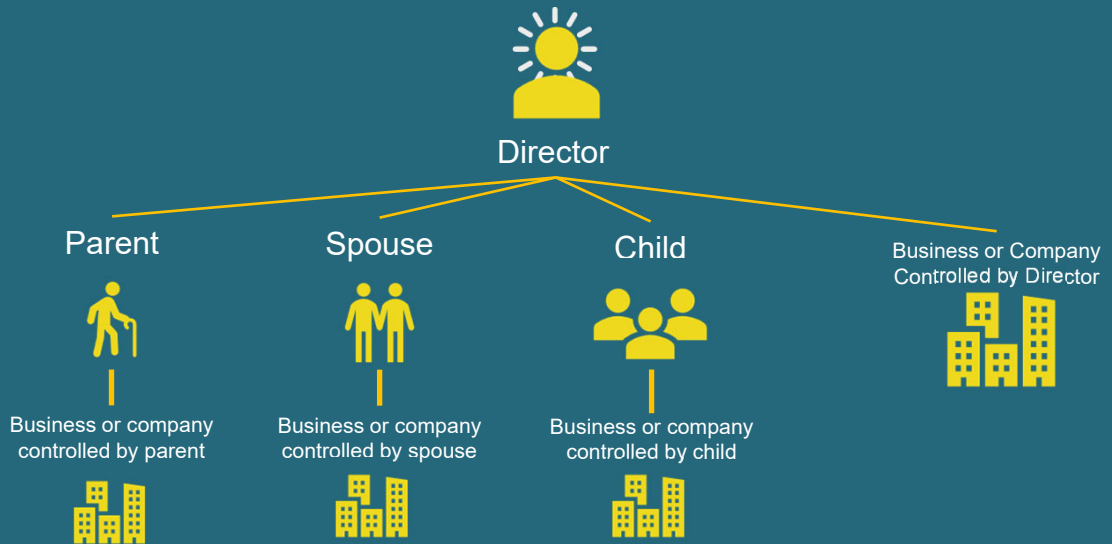 Director
Parent
Spouse
Child
Business or Company
Controlled by Director
Business or company
controlled by parent
Business or company
controlled by spouse
Business or company
controlled by child